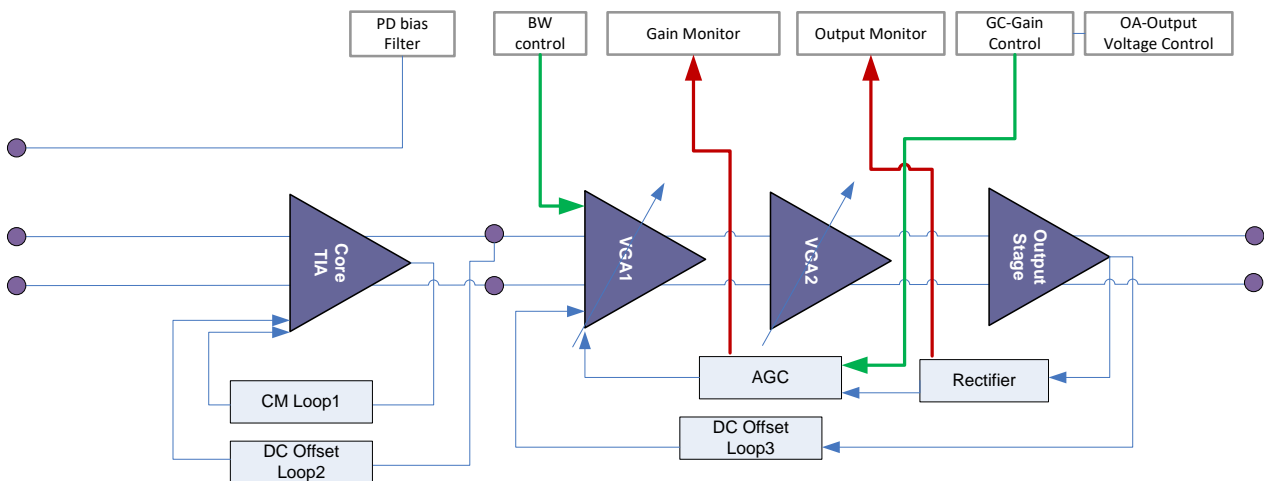 PD bias
Filter
BW
control
Gain Monitor
Output Monitor
GC-Gain
Control
OA-Output
Voltage Control
Core
TIA
VGA1
VGA2
Output
Stage
CM Loop1
AGC
Rectifier
DC Offset
Loop2
DC Offset
Loop3